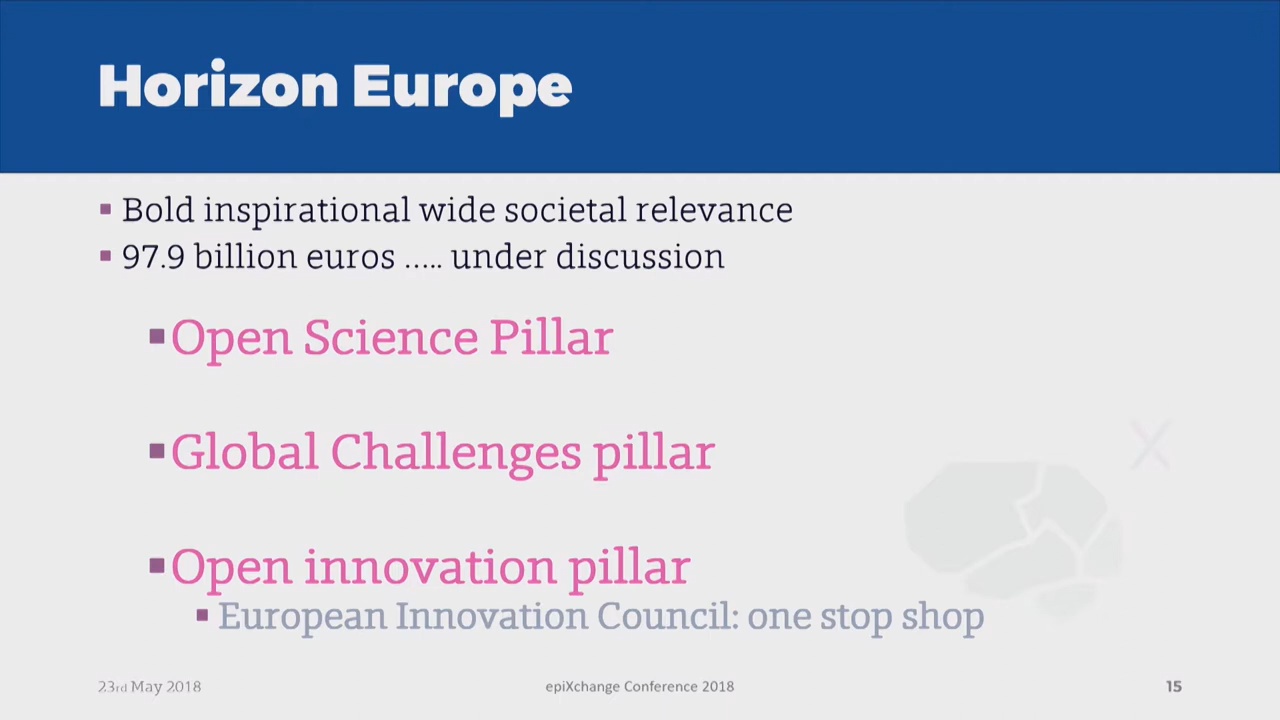 Horizon Europe
Bold inspirational wide societal relevance
97.9 billion euros ..... under discussion
Open Science Pillar
Global Challenges pillar
Open innovation pillar
European Innovation Council: one stop shop
23rd May 2018
epiXchange Conference 2018
15
X